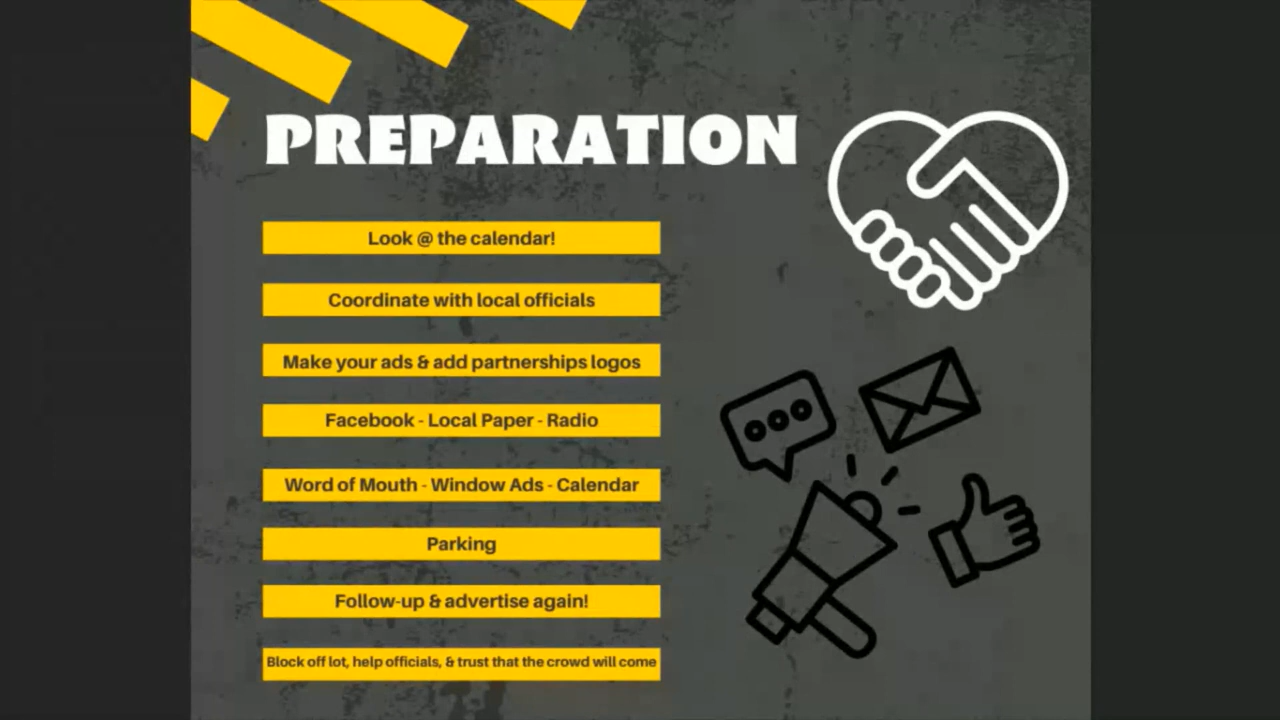 PREPARATION
Look @ the calendar!
Coordinate with local officials
Make your ads & add partnerships logos
Facebook - Local Paper - Radio
Word of Mouth - Window Ads - Calendar
Parking
Follow-up & advertise again!
Block off lot, help officials, & trust that the crowd will come